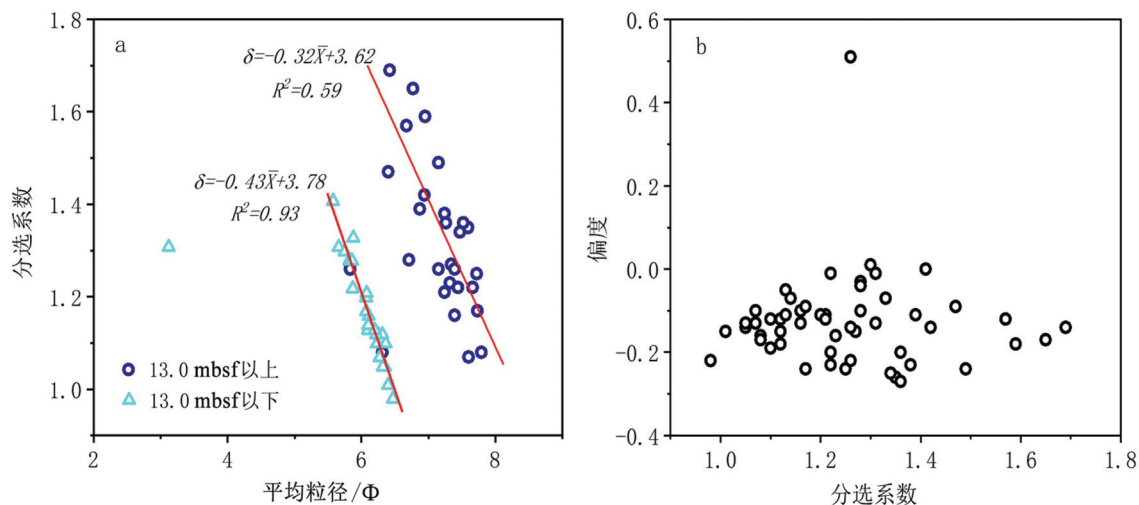 a
δ=-0.32X̄+3.62
R²=0.59
δ=-0.43X̄+3.78
R²=0.93
13.0 mbsf以上
13.0 mbsf以下
1.8
1.6
1.4
1.2
1.0
分选系数
2
4
6
8
平均粒径/Φ
b
0.6
0.4
0.2
0.0
-0.2
-0.4
偏度
1.0
1.2
1.4
1.6
1.8
分选系数